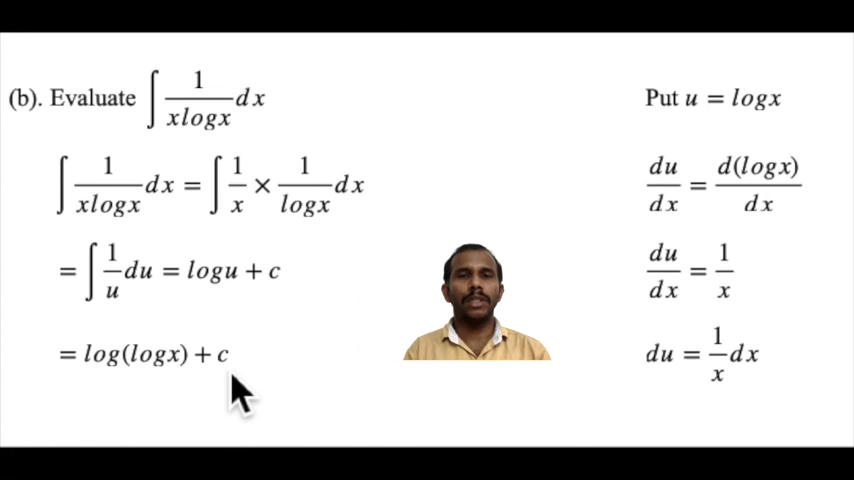 (b). Evaluate ∫ 1/(xlogx) dx
Put u = logx
∫ 1/(xlogx) dx = ∫ 1/x × 1/logx dx
du/dx = d(logx)/dx
= ∫ 1/u du = logu + c
du/dx = 1/x
= log(logx) + c
du = 1/x dx